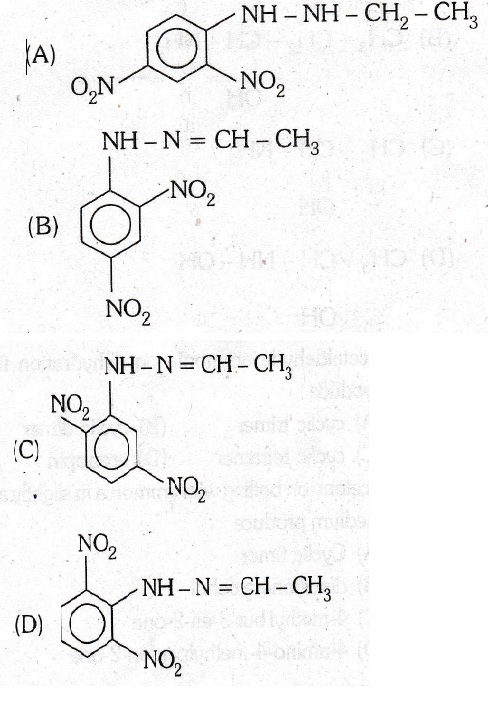 (A)
NH – NH – CH₂ – CH₃
O₂N
NO₂
NH – N = CH – CH₃
NO₂
(B)
NO₂
NH – N = CH – CH₃
NO₂
(C)
NO₂
NO₂
NH – N = CH – CH₃
(D)
NO₂